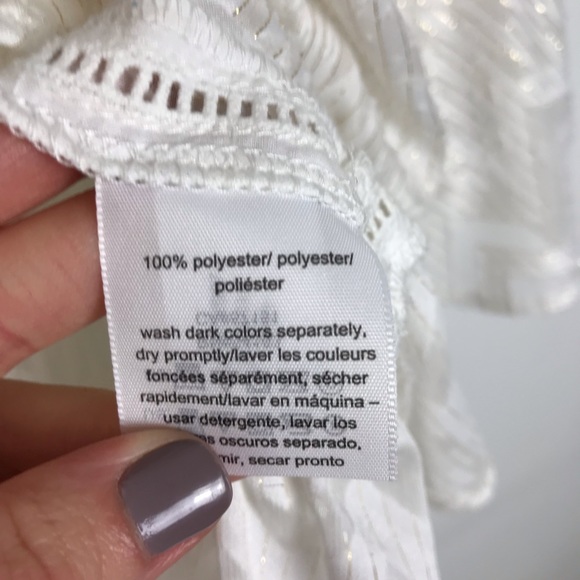 100% polyester/ polyester/
poliéster
wash dark colors separately,
dry promptly/laver les couleurs
foncées séparément, sécher
rapidement/lavar en máquina –
usar detergente, lavar los
oscuros separado,
secar pronto